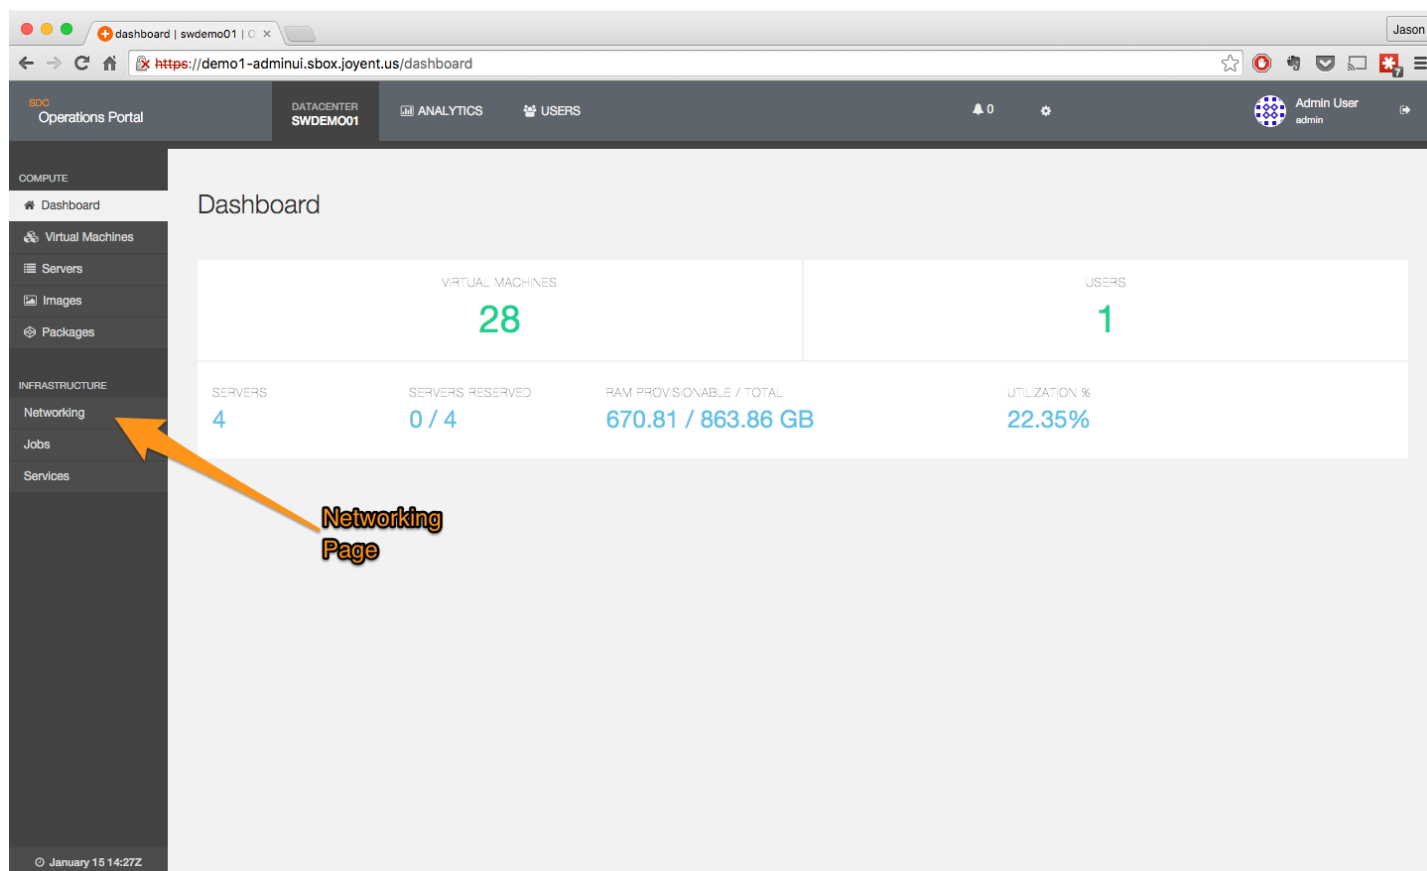 dashboard | swdemo01 | O
Jason
https://demo1-adminui.sbox.joyent.us/dashboard
7
SDC
Operations Portal
DATACENTER
SWDEMO01
ANALYTICS
USERS
0
Admin User
admin
COMPUTE
Dashboard
Virtual Machines
Servers
Images
Packages
INFRASTRUCTURE
Networking
Jobs
Services
January 15 14:27Z
Dashboard
VIRTUAL MACHINES
28
USERS
1
SERVERS
4
SERVERS RESERVED
0 / 4
RAM PROVISIONABLE / TOTAL
670.81 / 863.86 GB
UTILIZATION %
22.35%
Networking
Page